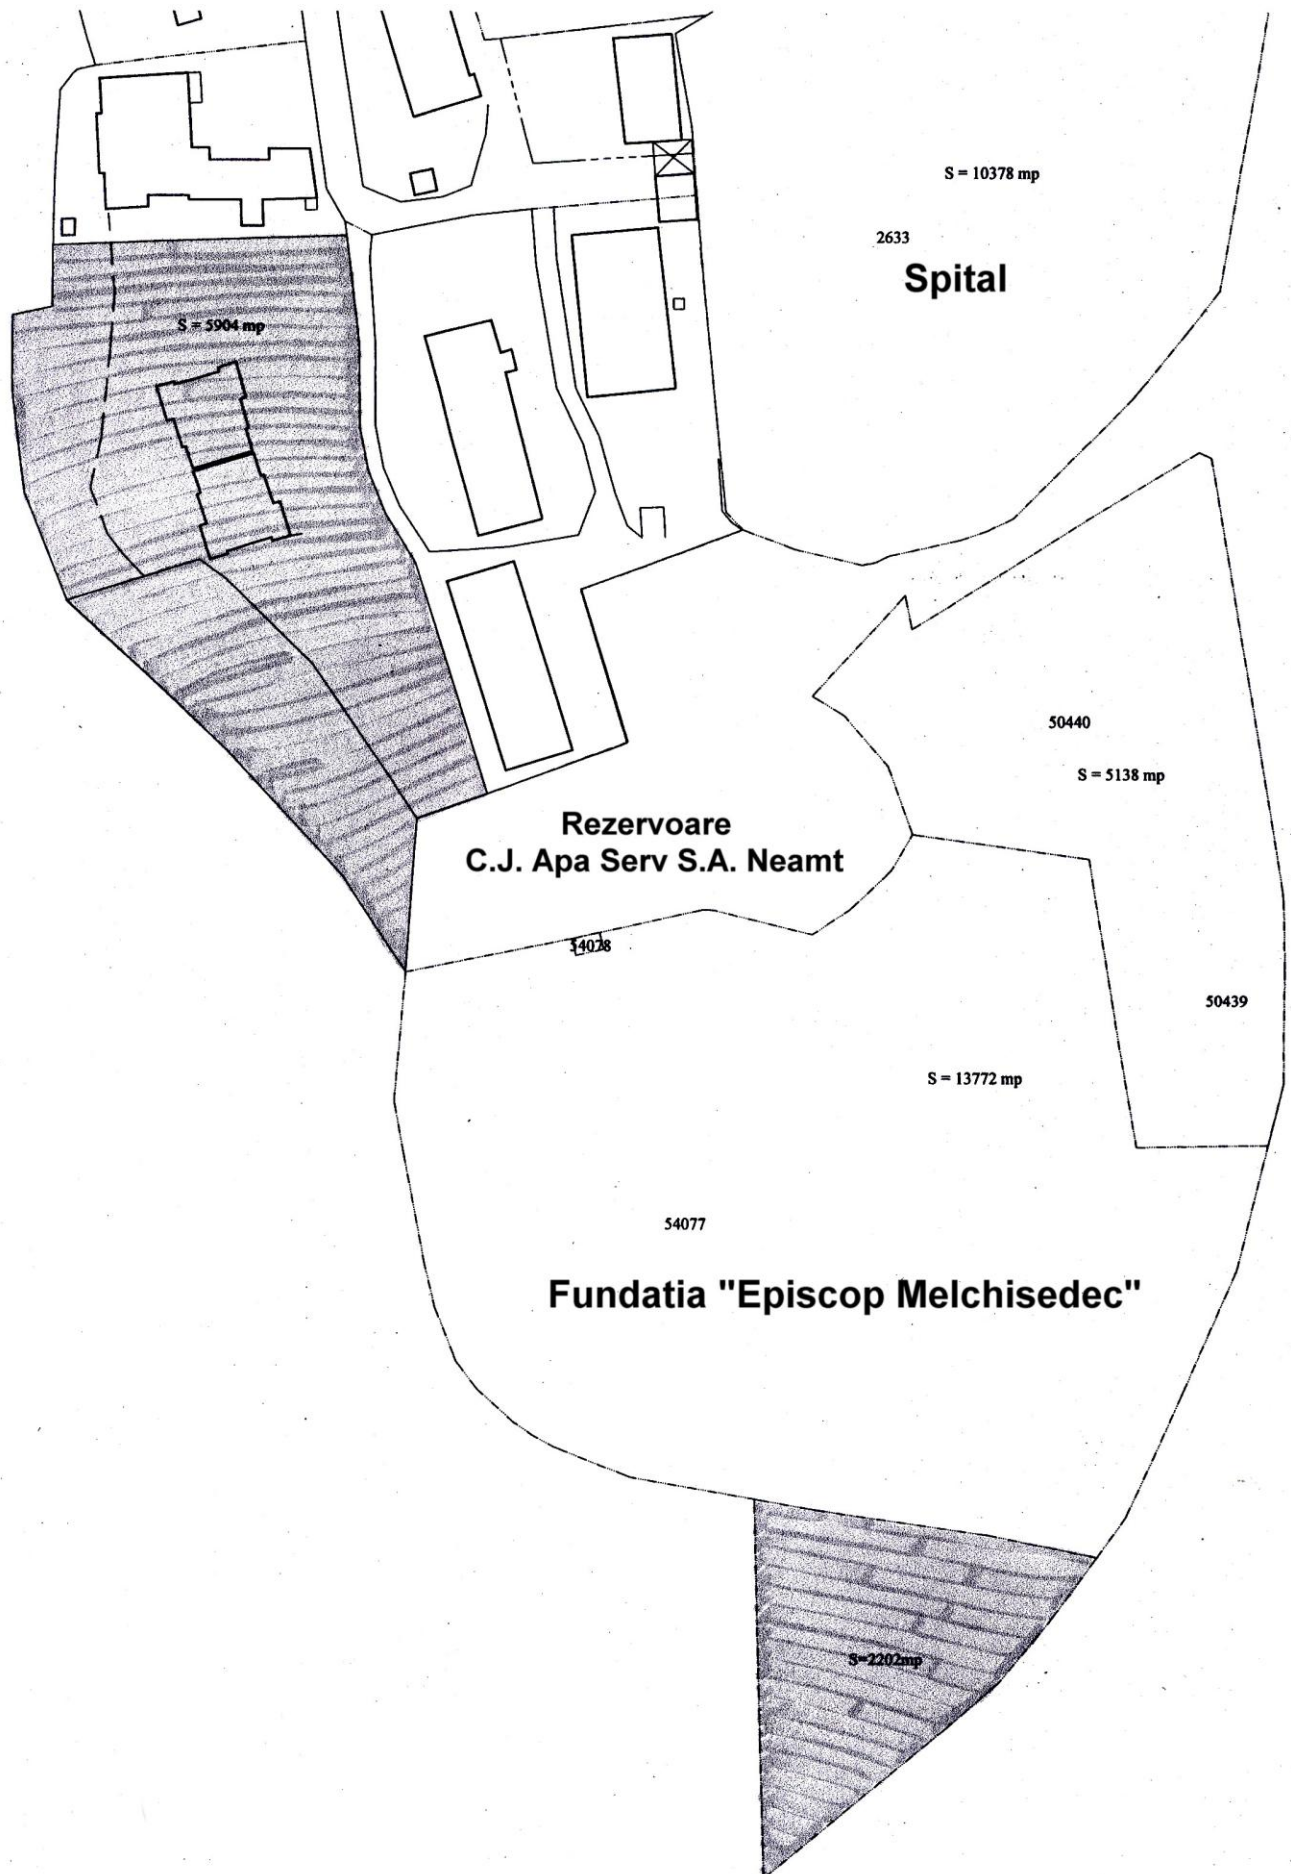 S = 10378 mp
2633
Spital
S = 5904 mp
50440
S = 5138 mp
Rezervoare
C.J. Apa Serv S.A. Neamt
54078
50439
S = 13772 mp
54077
Fundatia "Episcop Melchisedec"
S=2202mp